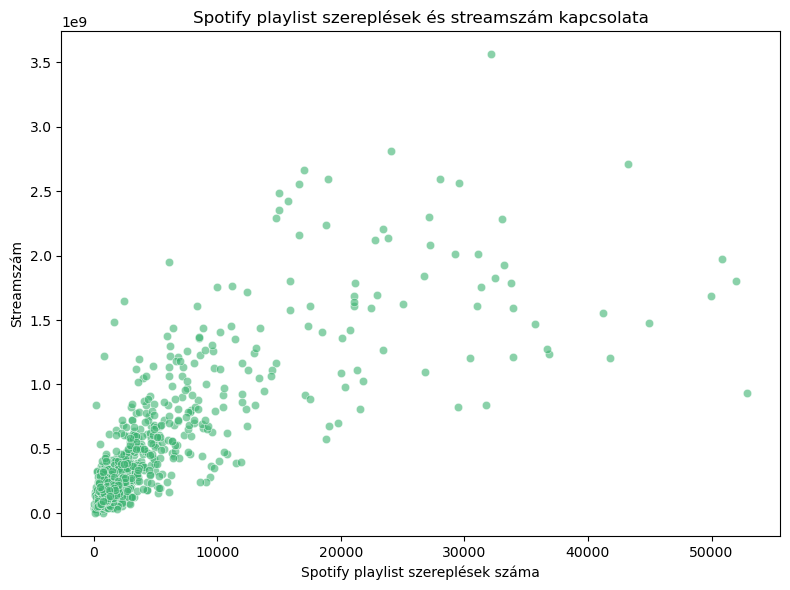 Spotify playlist szereplések és streamszám kapcsolata
1e9
3.5
3.0
2.5
2.0
1.5
1.0
0.5
0.0
Streamszám
0 10000 20000 30000 40000 50000
Spotify playlist szereplések száma